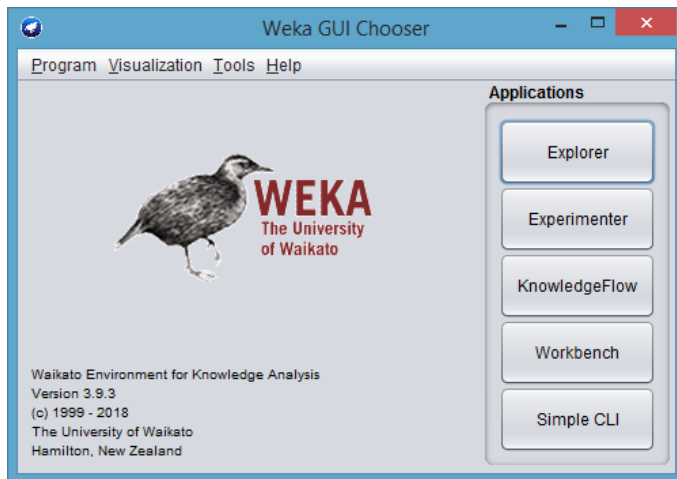 Weka GUI Chooser
Program Visualization Tools Help
Applications
Explorer
Experimenter
KnowledgeFlow
Workbench
Simple CLI
WEKA
The University
of Waikato
Waikato Environment for Knowledge Analysis
Version 3.9.3
(c) 1999 - 2018
The University of Waikato
Hamilton, New Zealand